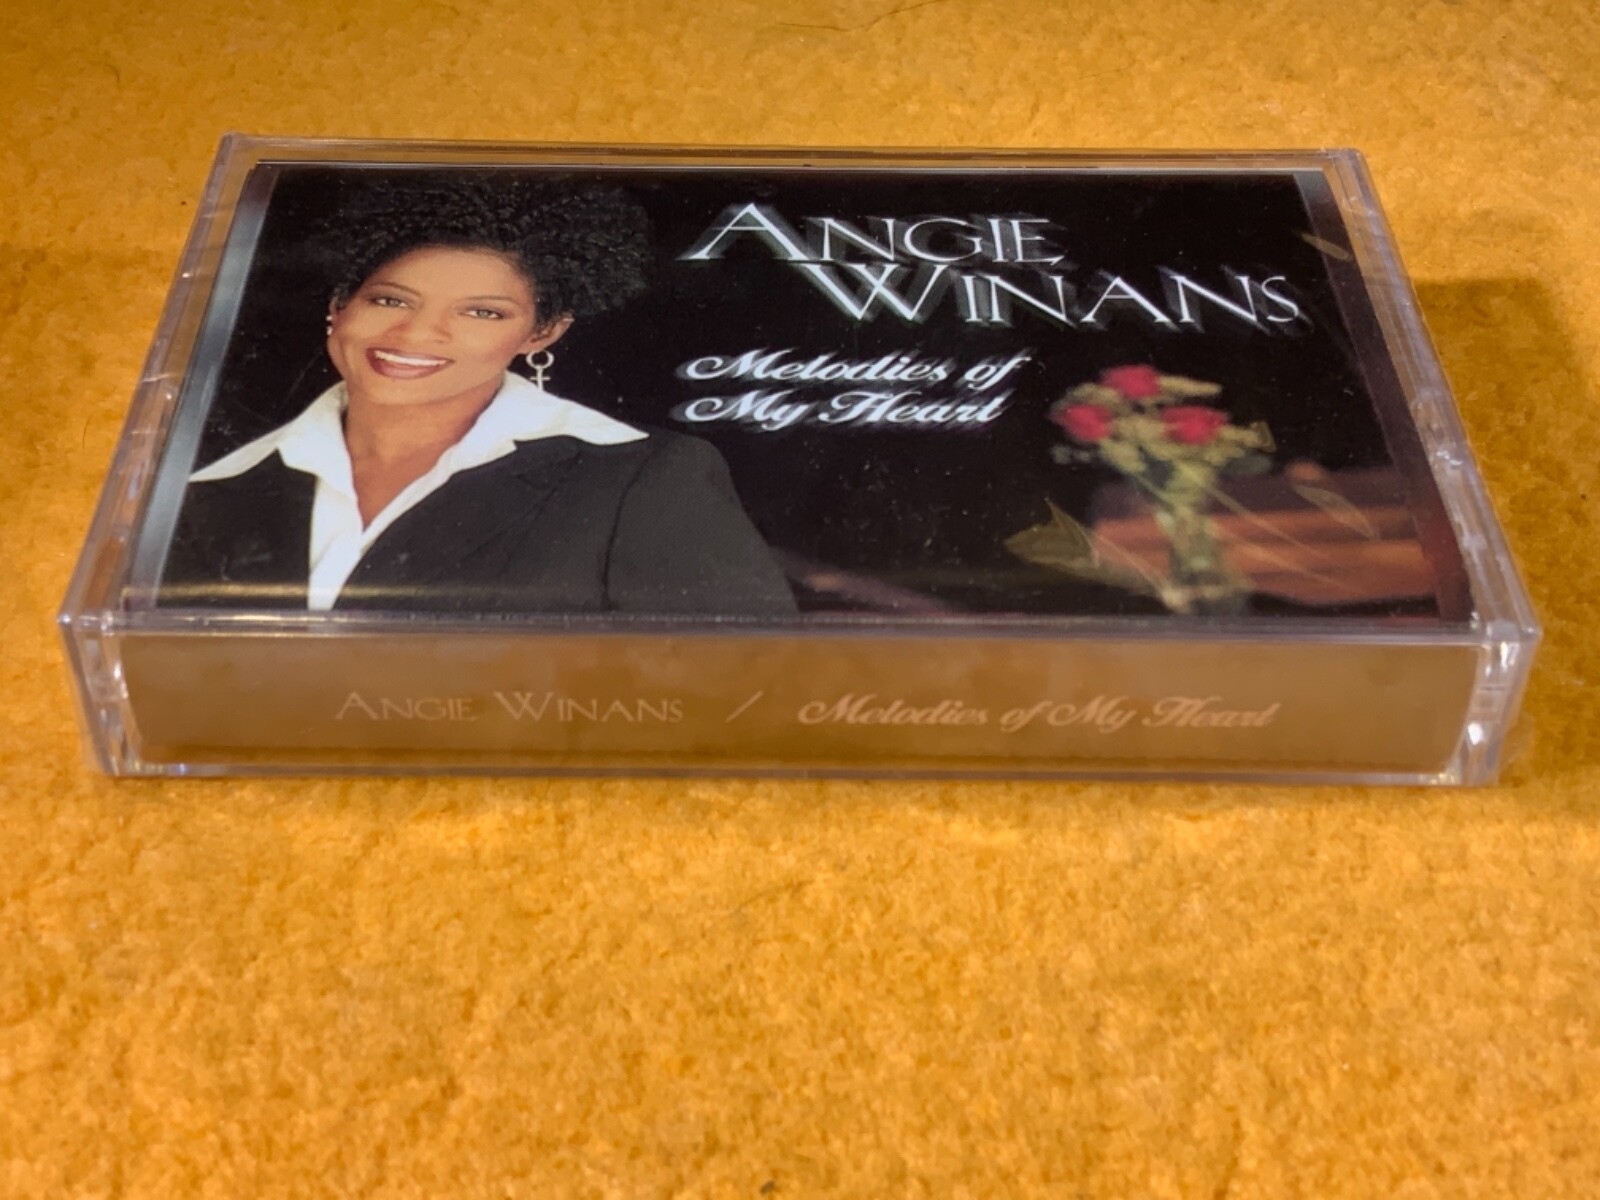 ANGIE
WINANS
Melodies of
My Heart
ANGIE WINANS / Melodies of My Heart